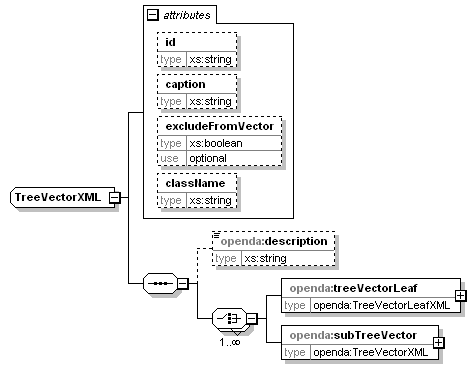 attributes
id
type xs:string
caption
type xs:string
excludeFromVector
type xs:boolean
use optional
className
type xs:string
TreeVectorXML
openda:description
type xs:string
1..∞
openda:treeVectorLeaf
type openda:TreeVectorLeafXML
openda:subTreeVector
type openda:TreeVectorXML